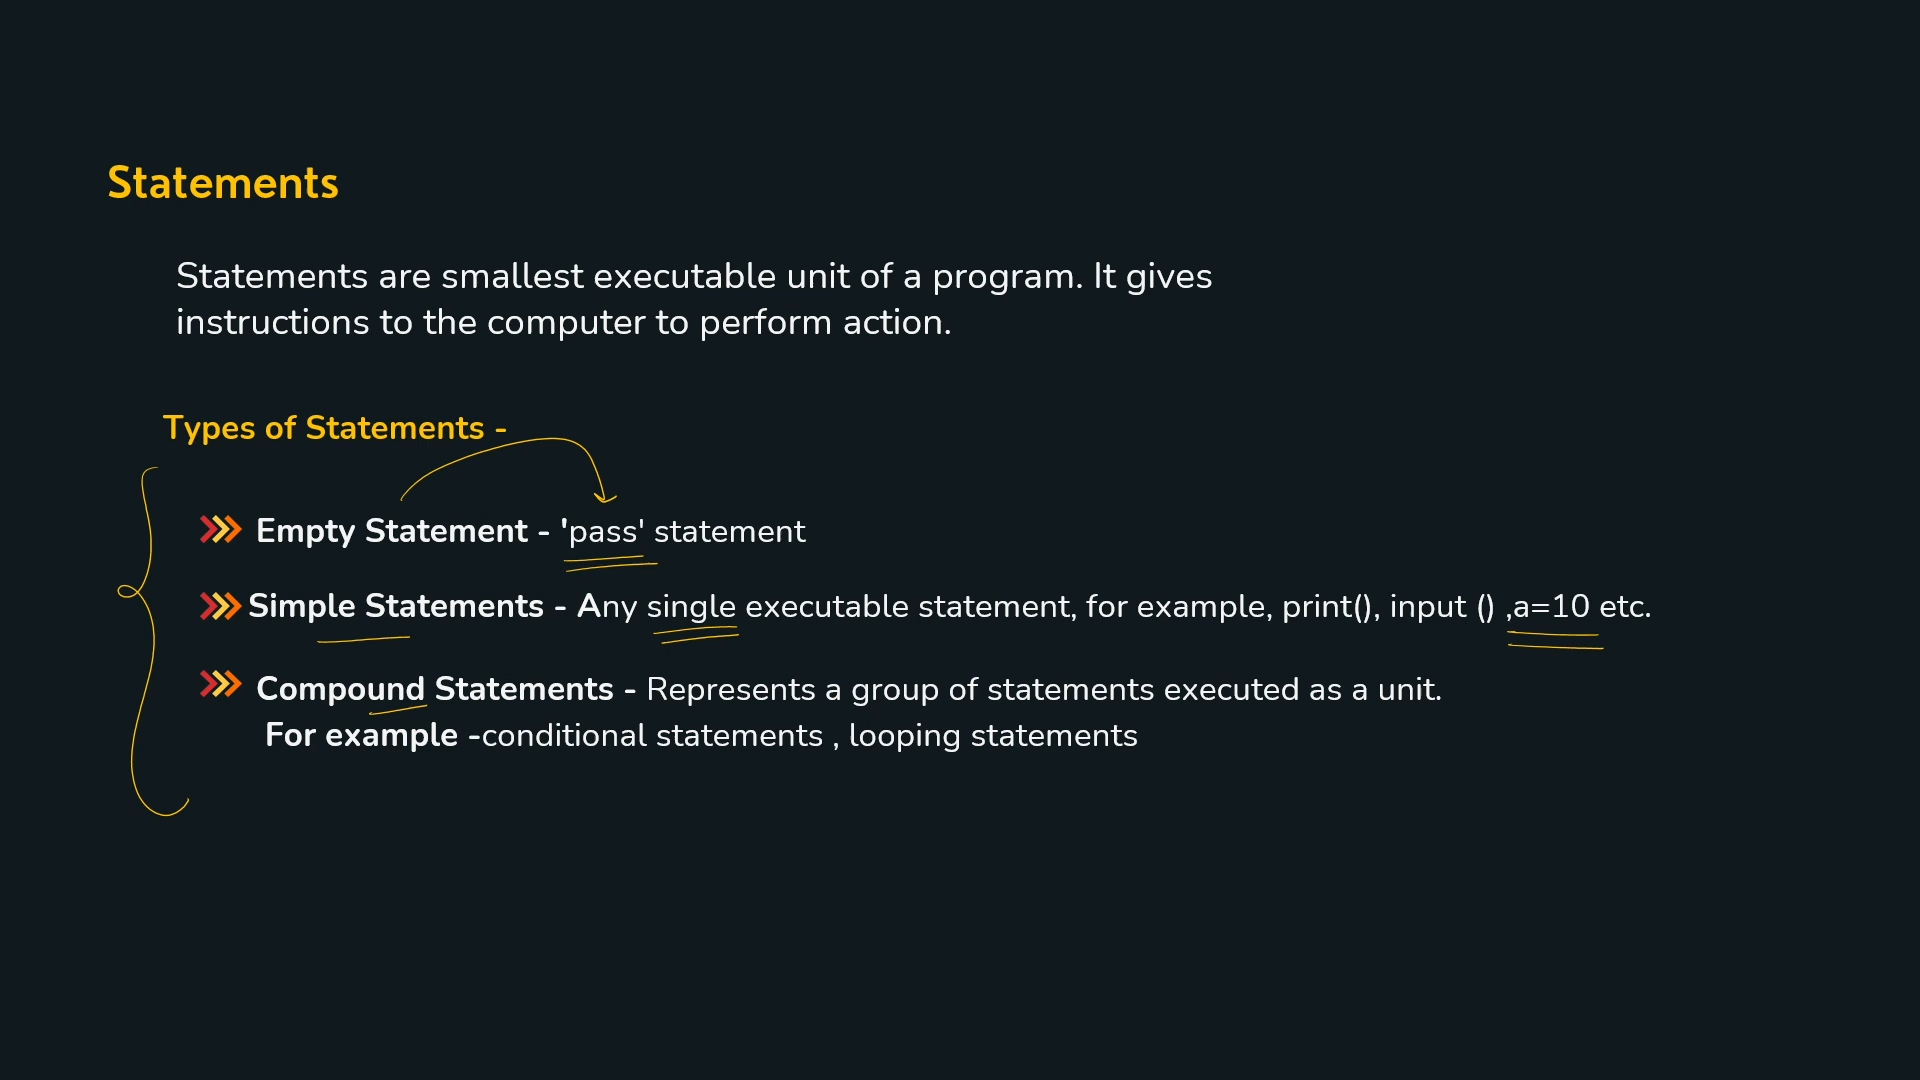 Statements
Statements are smallest executable unit of a program. It gives
instructions to the computer to perform action.
Types of Statements -
Empty Statement - 'pass' statement
Simple Statements - Any single executable statement, for example, print(), input () ,a=10 etc.
Compound Statements - Represents a group of statements executed as a unit.
For example -conditional statements , looping statements